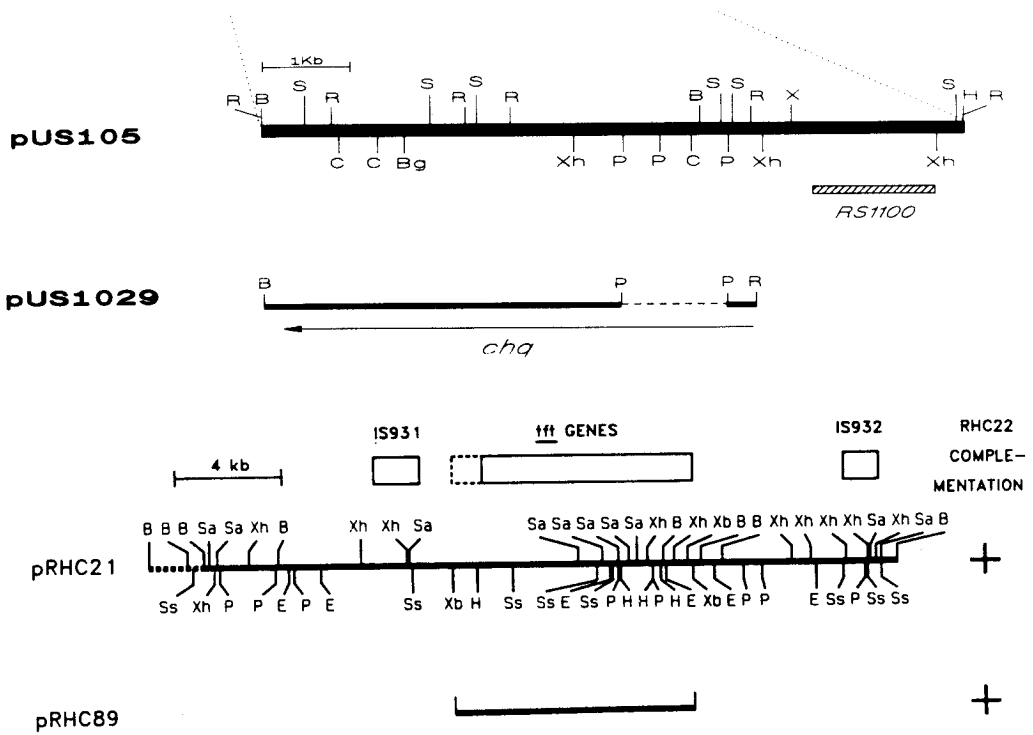 1Kb
R B S R S R S R B S S R X S H R
pUS105
C C Bg Xh P P C P Xh Xh
RS1100
B P P R
pUS1029
chq
IS931 tft GENES IS932 RHC22
4 kb COMPLE-
MENTATION
B B B Sa Sa Xh B Xh Xh Sa Sa Sa Sa Sa Sa Xh B Xh Xb B B Xh Xh Xh Xh Sa Xh Sa B
pRHC21 +
Ss Xh P P E P E Ss Xb H Ss Ss E Ss P H H P H E Xb E P P E Ss P Ss Ss
pRHC89 +